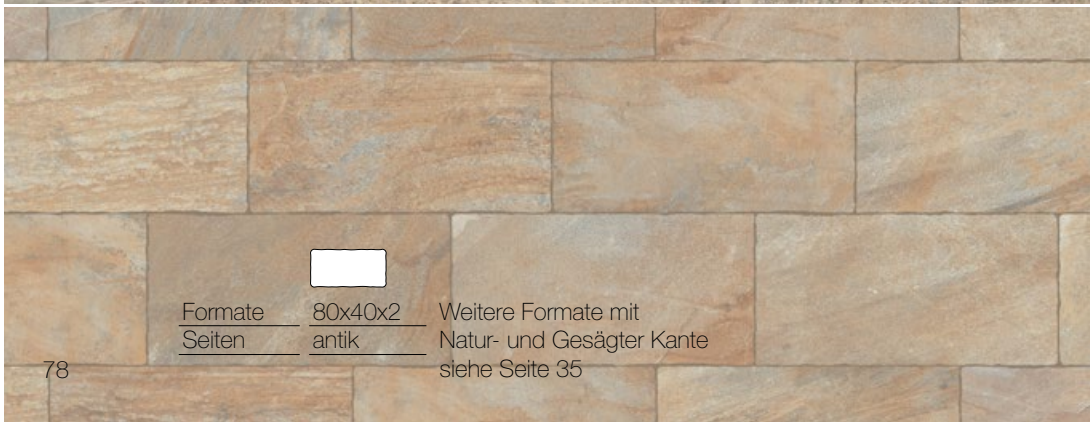 Formate 80x40x2 Weitere Formate mit
Seiten antik Natur- und Gesägter Kante
siehe Seite 35
78